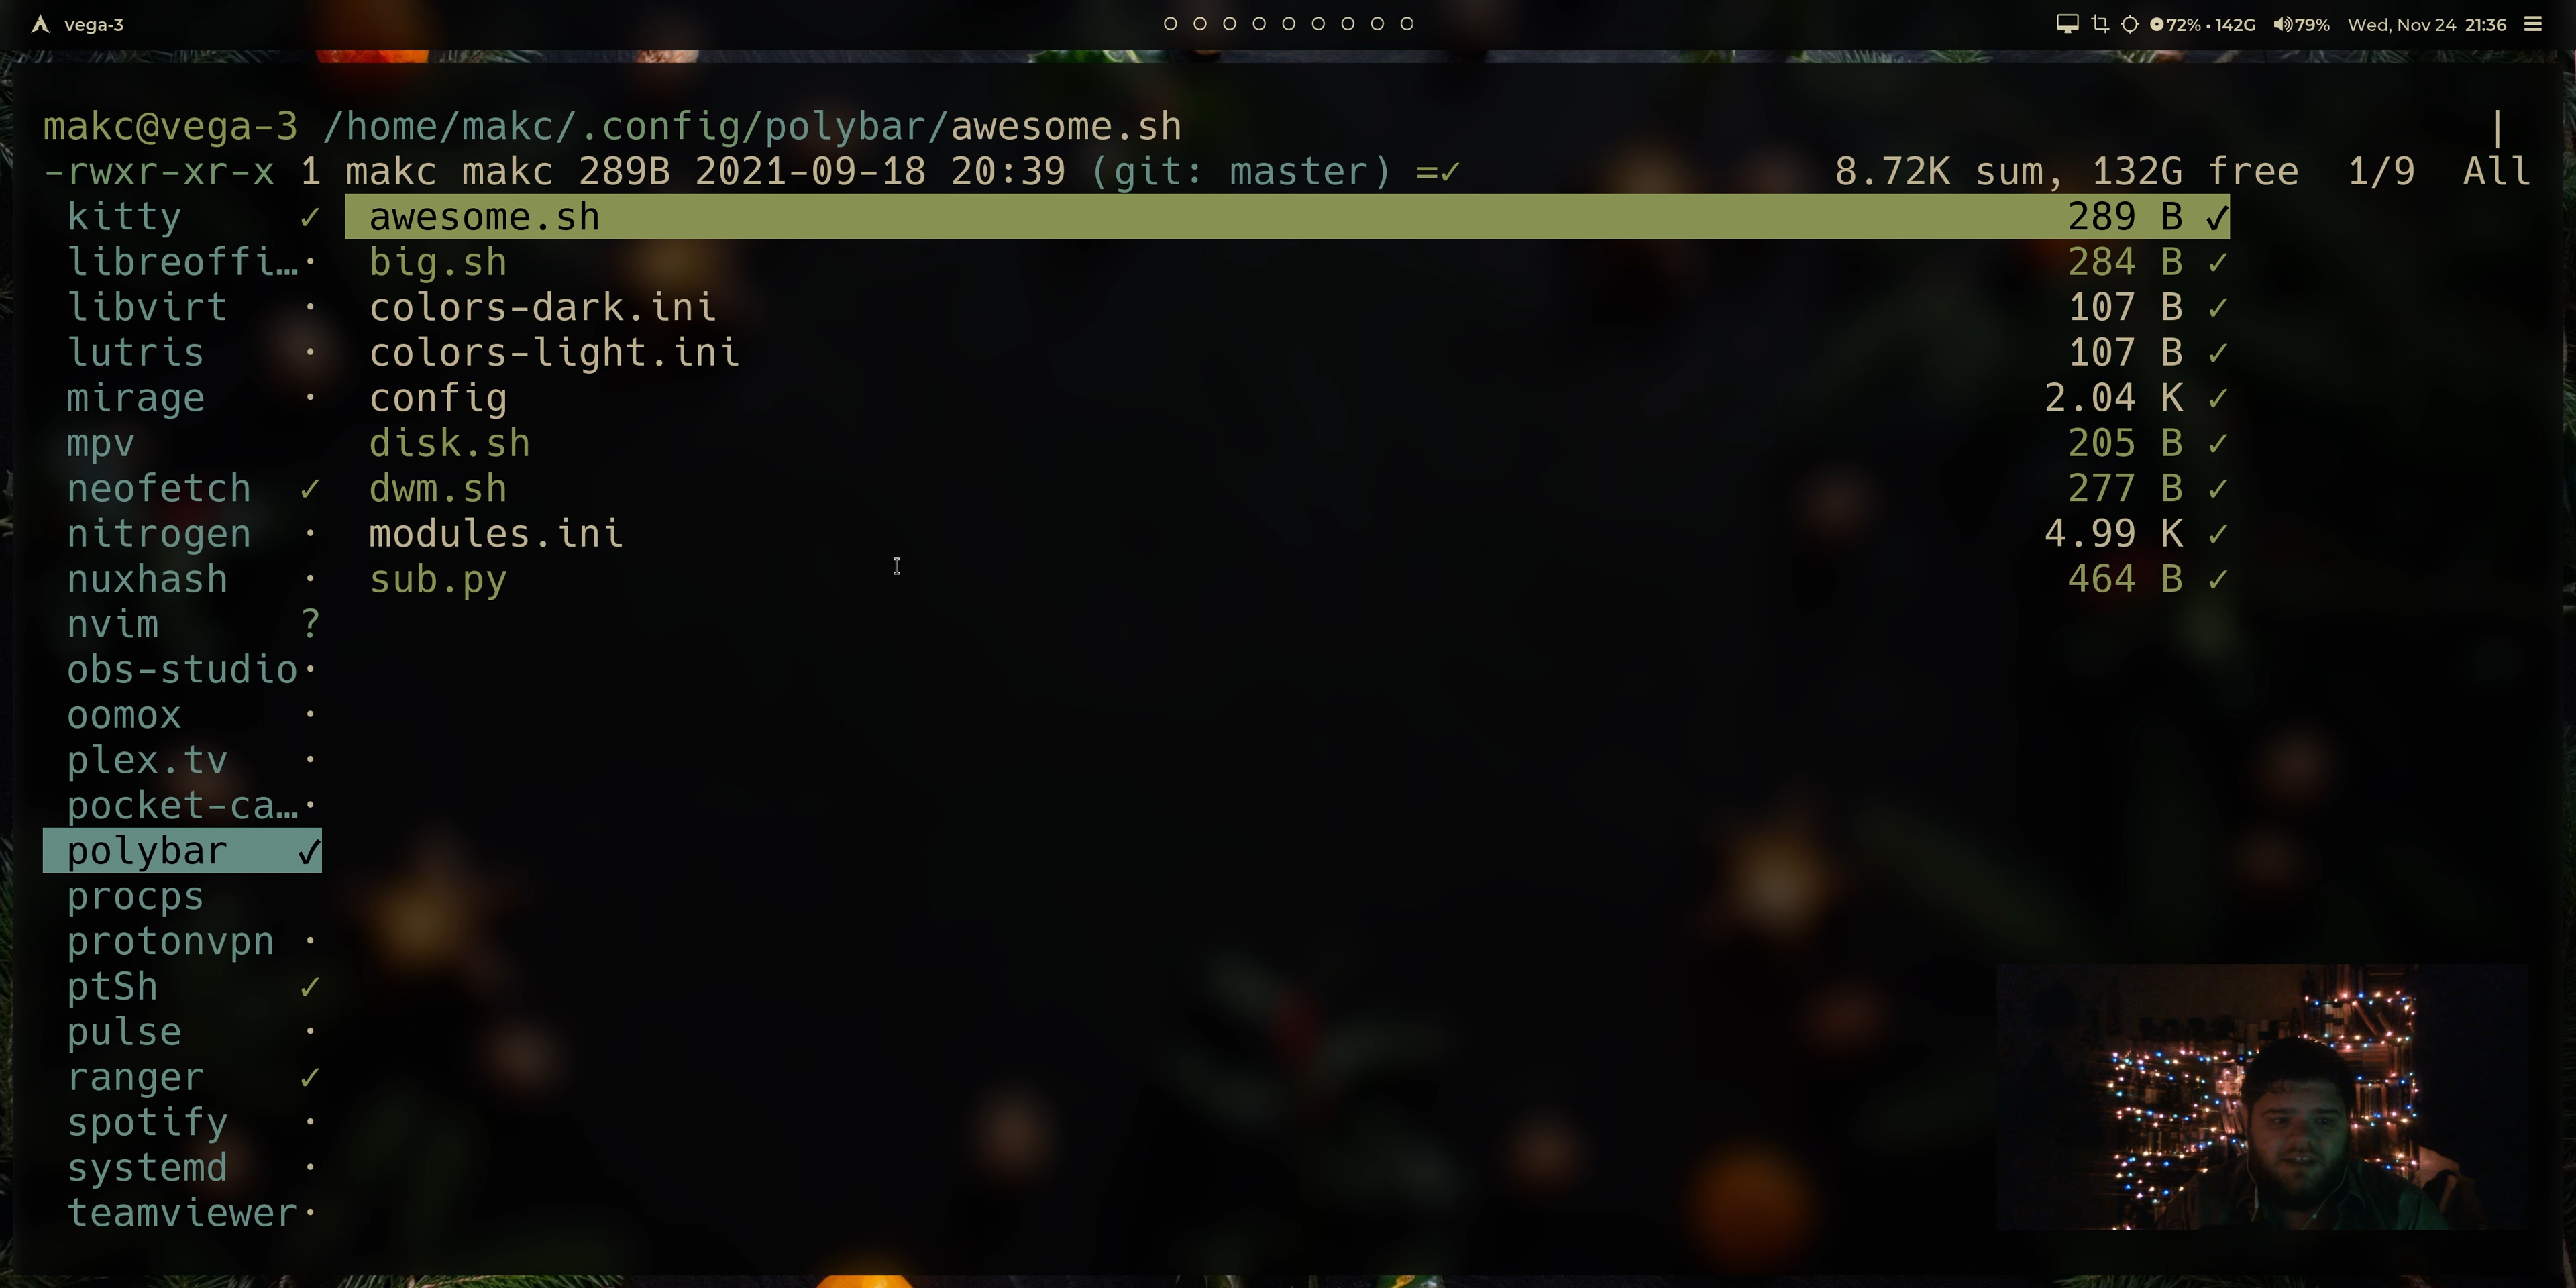 vega-3
72% • 142G 79% Wed, Nov 24 21:36
makc@vega-3 /home/makc/.config/polybar/awesome.sh
-rwxr-xr-x 1 makc makc 289B 2021-09-18 20:39 (git: master) =✓ 8.72K sum, 132G free 1/9 All
kitty ✓ awesome.sh 289 B ✓
libreoffi…· big.sh 284 B ✓
libvirt · colors-dark.ini 107 B ✓
lutris · colors-light.ini 107 B ✓
mirage · config 2.04 K ✓
mpv disk.sh 205 B ✓
neofetch ✓ dwm.sh 277 B ✓
nitrogen · modules.ini 4.99 K ✓
nuxhash · sub.py 464 B ✓
nvim ?
obs-studio·
oomox ·
plex.tv ·
pocket-ca…·
polybar ✓
procps
protonvpn ·
ptSh ✓
pulse ·
ranger ✓
spotify ·
systemd ·
teamviewer·